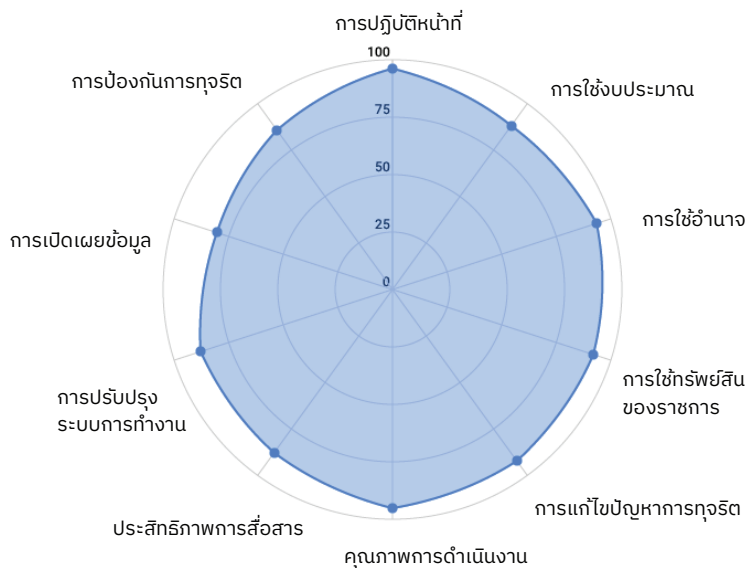 การปฏิบัติหน้าที่
100
การป้องกันการทุจริต
การใช้งบประมาณ
75
50
การใช้อำนาจ
การเปิดเผยข้อมูล
25
0
การใช้ทรัพย์สิน
ของราชการ
การปรับปรุง
ระบบการทำงาน
การแก้ไขปัญหาการทุจริต
ประสิทธิภาพการสื่อสาร
คุณภาพการดำเนินงาน